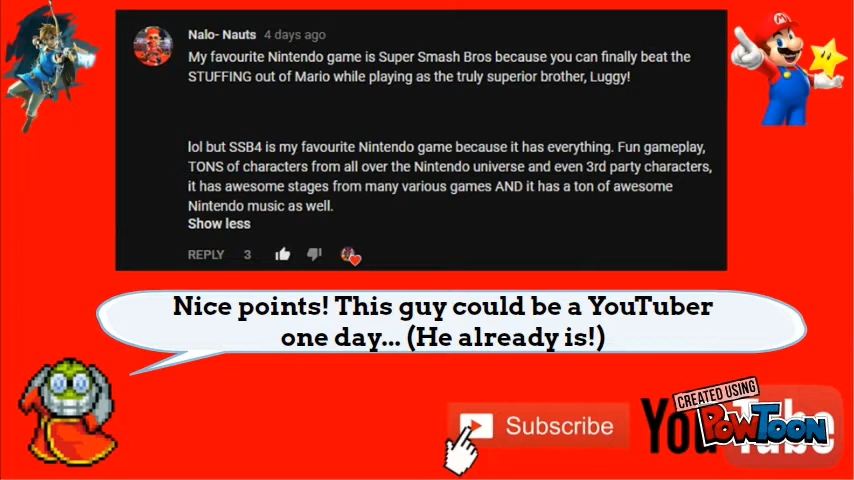 Nalo- Nauts 4 days ago
My favourite Nintendo game is Super Smash Bros because you can finally beat the
STUFFING out of Mario while playing as the truly superior brother, Luggy!
lol but SSB4 is my favourite Nintendo game because it has everything. Fun gameplay,
TONS of characters from all over the Nintendo universe and even 3rd party characters,
it has awesome stages from many various games AND it has a ton of awesome
Nintendo music as well.
Show less
REPLY 3
Nice points! This guy could be a YouTuber
one day... (He already is!)
Subscribe
YouTube
CREATED USING
POWTOON